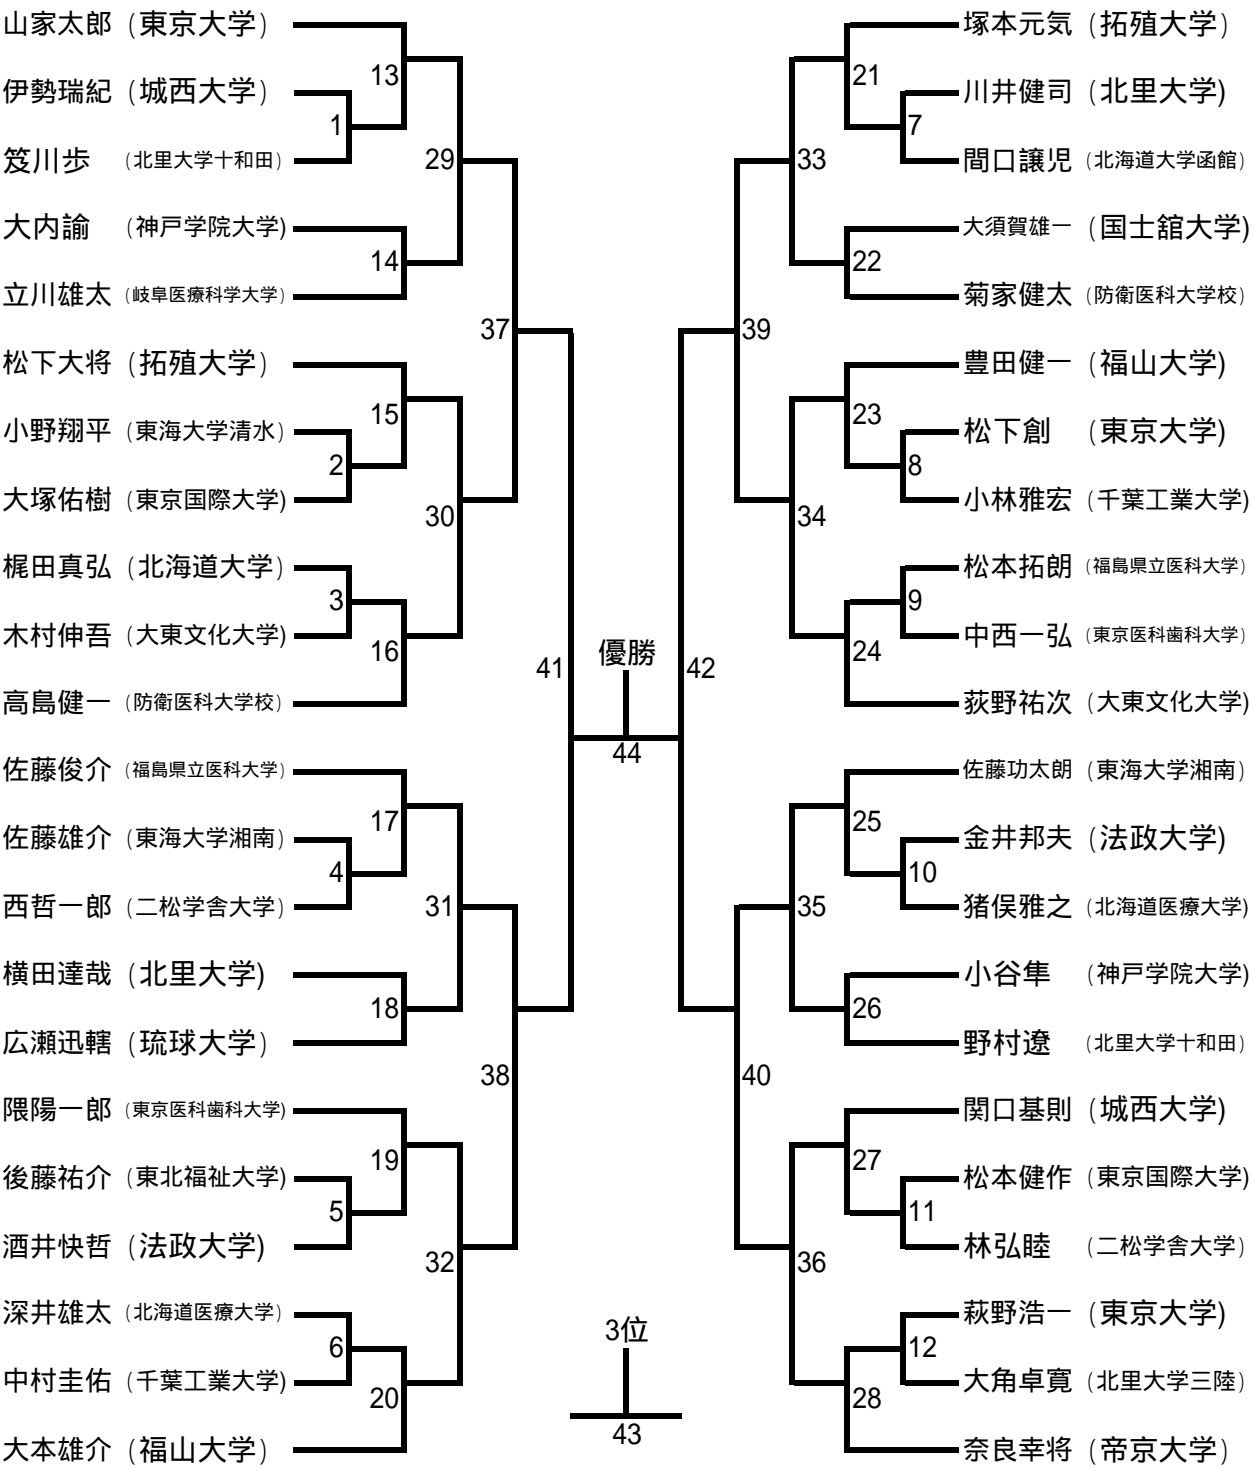 山家太郎（東京大学）
伊勢瑞紀（城西大学）
笈川歩（北里大学十和田）
大内諭（神戸学院大学)
立川雄太（岐阜医療科学大学）
松下大将（拓殖大学）
小野翔平（東海大学清水）
大塚佑樹（東京国際大学)
梶田真弘（北海道大学）
木村伸吾（大東文化大学)
高島健一（防衛医科大学校）
佐藤俊介（福島県立医科大学）
佐藤雄介（東海大学湘南）
西哲一郎（二松学舎大学）
横田達哉（北里大学)
広瀬迅轄（琉球大学）
隈陽一郎（東京医科歯科大学)
後藤祐介（東北福祉大学）
酒井快哲（法政大学)
深井雄太（北海道医療大学）
中村圭佑（千葉工業大学)
大本雄介（福山大学）
1
2
3
4
5
6
13
14
15
16
17
18
19
20
29
30
31
32
37
38
41
優勝
44
3位
43
42
39
40
33
34
35
36
21
22
23
24
25
26
27
28
7
8
9
10
11
12
塚本元気（拓殖大学）
川井健司（北里大学)
間口譲児（北海道大学函館）
大須賀雄一（国士舘大学)
菊家健太（防衛医科大学校）
豊田健一（福山大学)
松下創（東京大学)
小林雅宏（千葉工業大学)
松本拓朗（福島県立医科大学）
中西一弘（東京医科歯科大学）
荻野祐次（大東文化大学)
佐藤功太朗（東海大学湘南）
金井邦夫（法政大学)
猪俣雅之（北海道医療大学)
小谷隼（神戸学院大学)
野村遼（北里大学十和田）
関口基則（城西大学)
松本健作（東京国際大学)
林弘睦（二松学舎大学）
萩野浩一（東京大学)
大角卓寛（北里大学三陸）
奈良幸将（帝京大学）